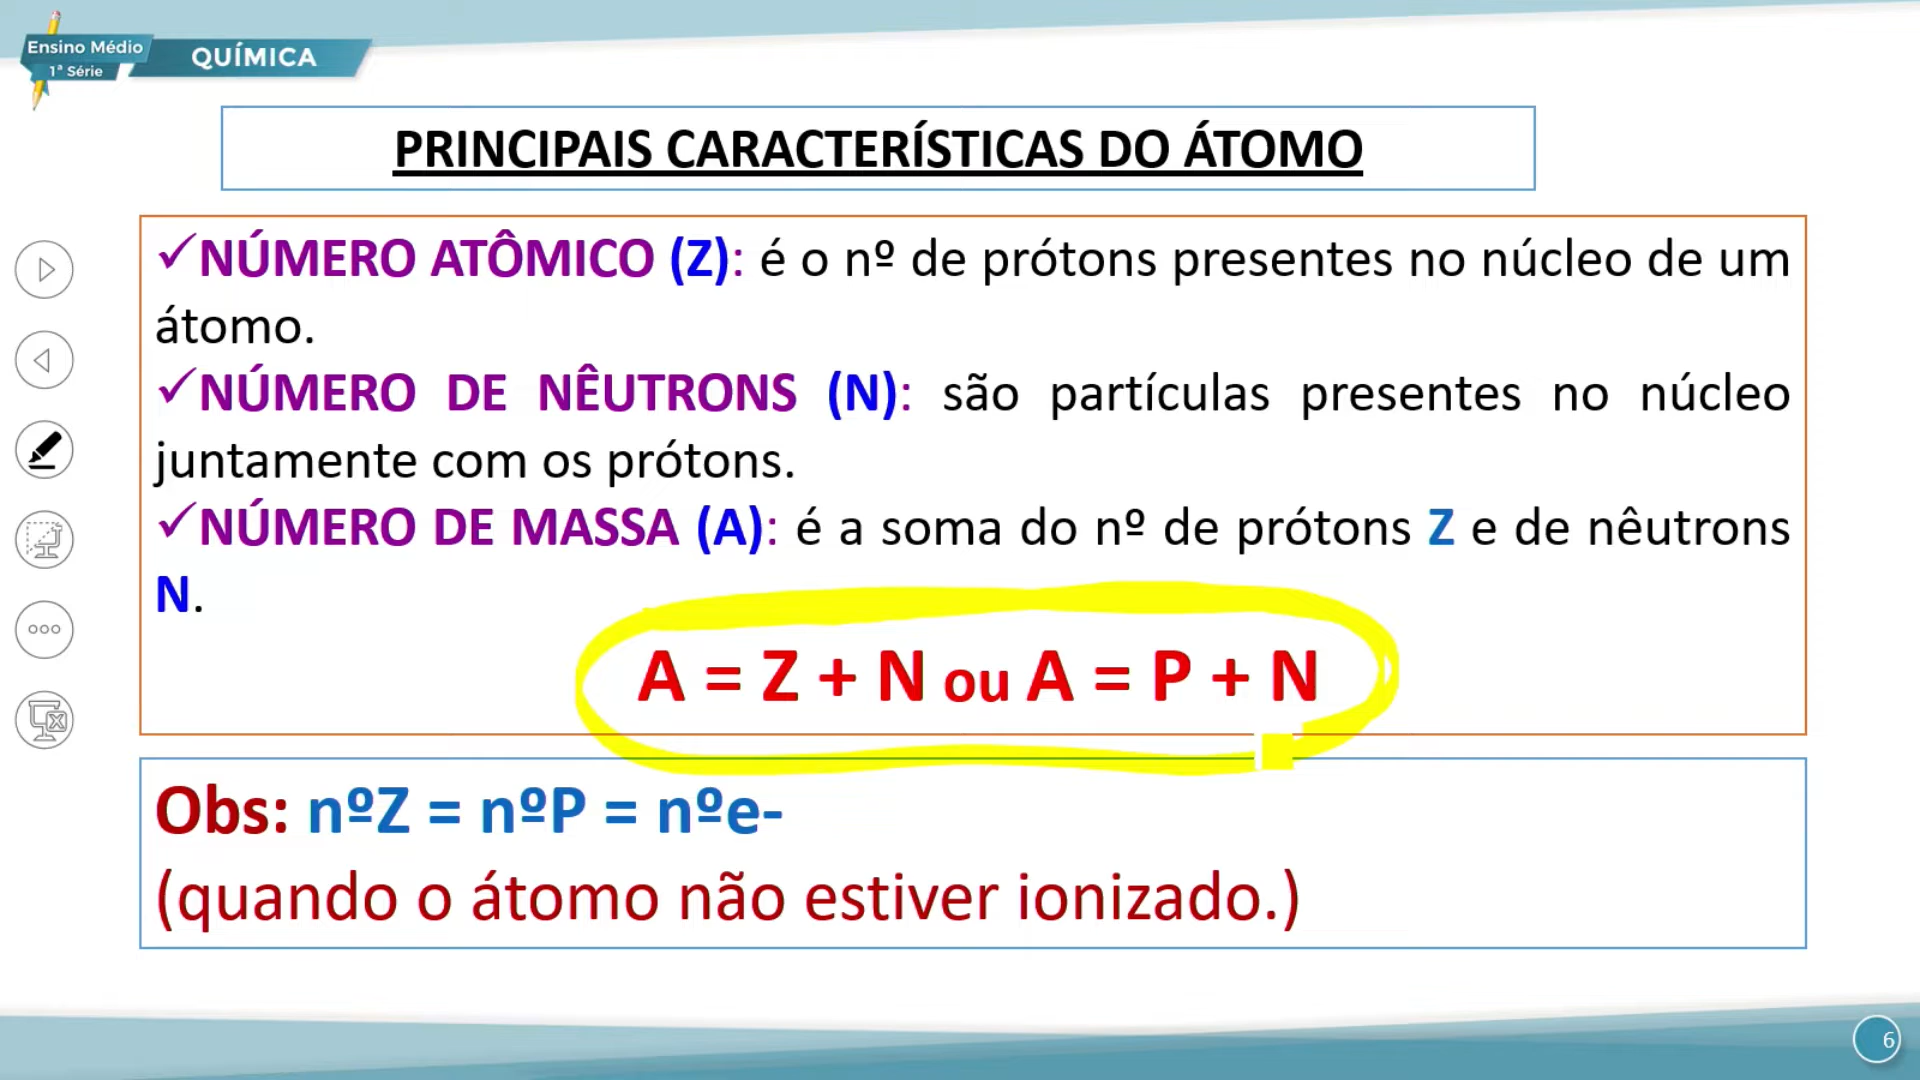 Ensino Médio
1ª Série
QUÍMICA
PRINCIPAIS CARACTERÍSTICAS DO ÁTOMO
✓NÚMERO ATÔMICO (Z): é o nº de prótons presentes no núcleo de um
átomo.
✓NÚMERO DE NÊUTRONS (N): são partículas presentes no núcleo
juntamente com os prótons.
✓NÚMERO DE MASSA (A): é a soma do nº de prótons Z e de nêutrons
N.
A = Z + N ou A = P + N
Obs: nºZ = nºP = nºe-
(quando o átomo não estiver ionizado.)
6